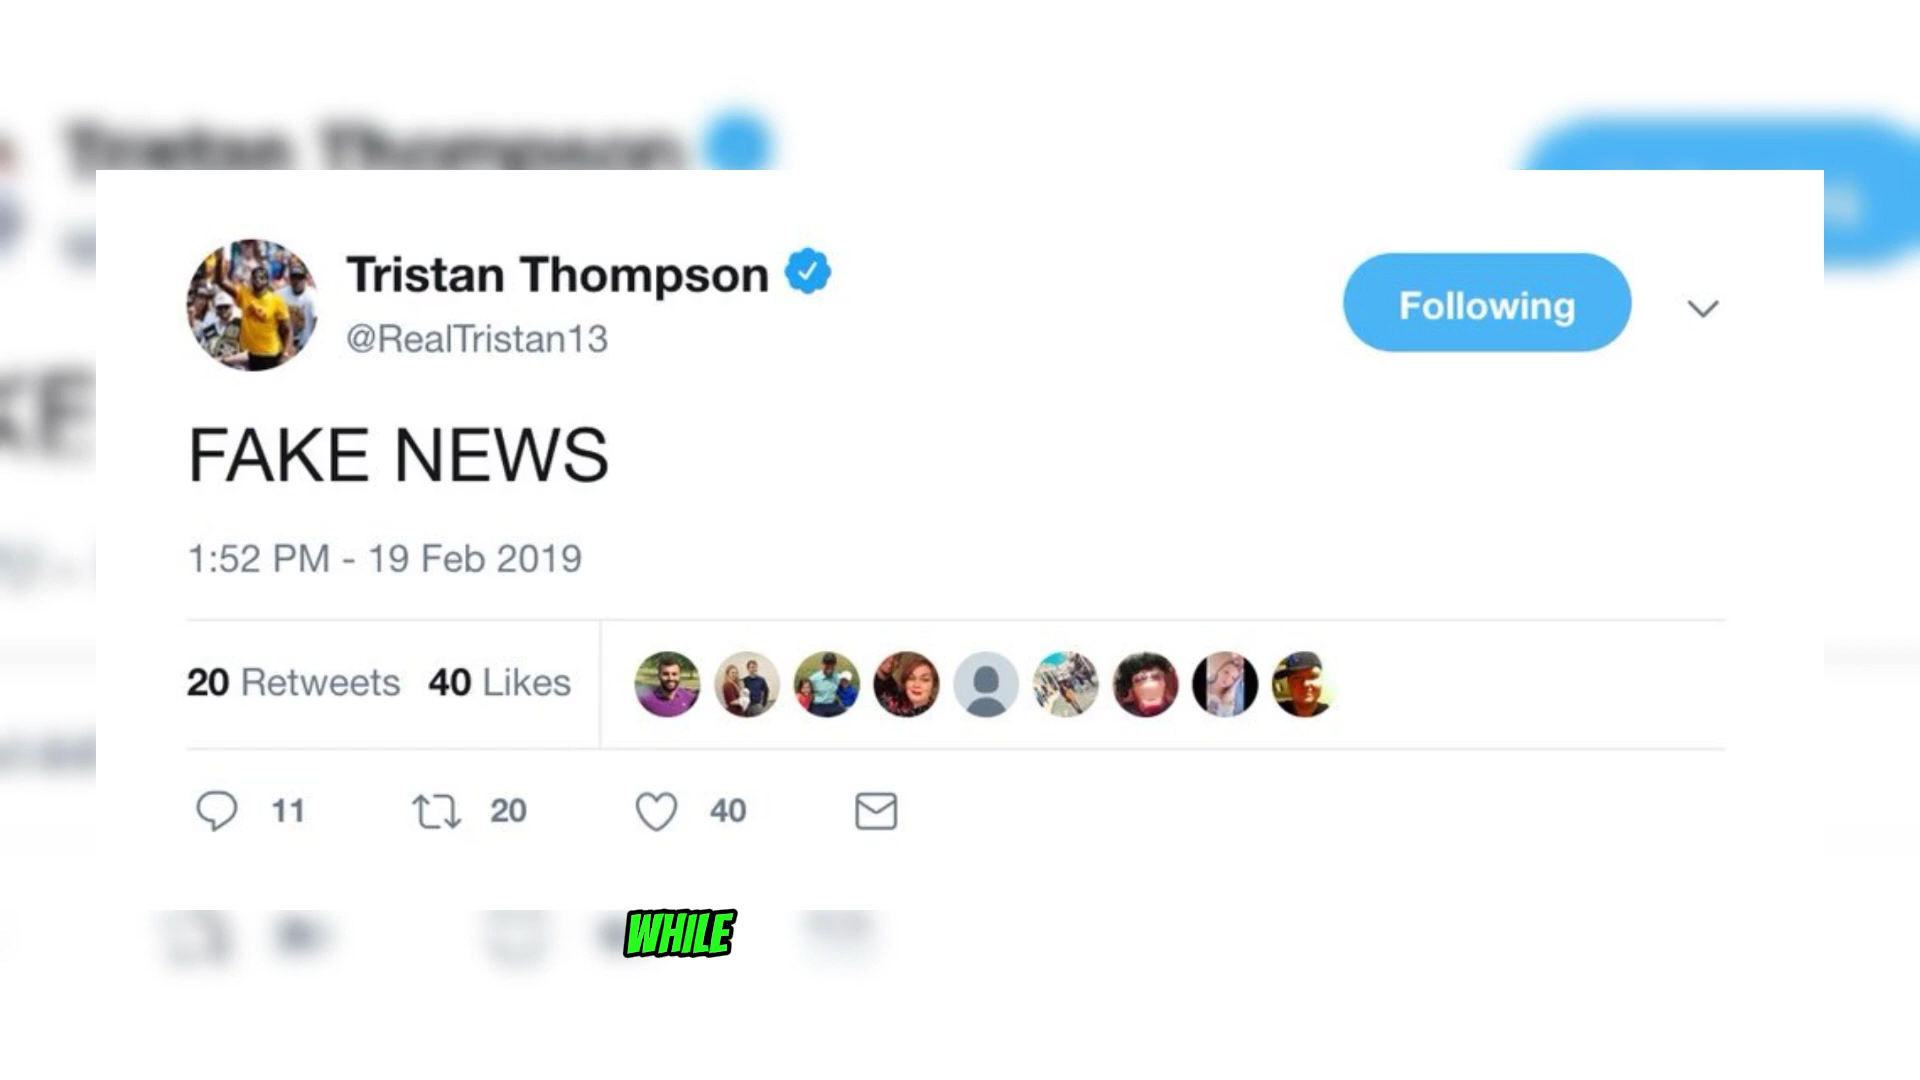 Tristan Thompson
@RealTristan13
Following
FAKE NEWS
1:52 PM - 19 Feb 2019
20 Retweets 40 Likes
11 20 40
WHILE